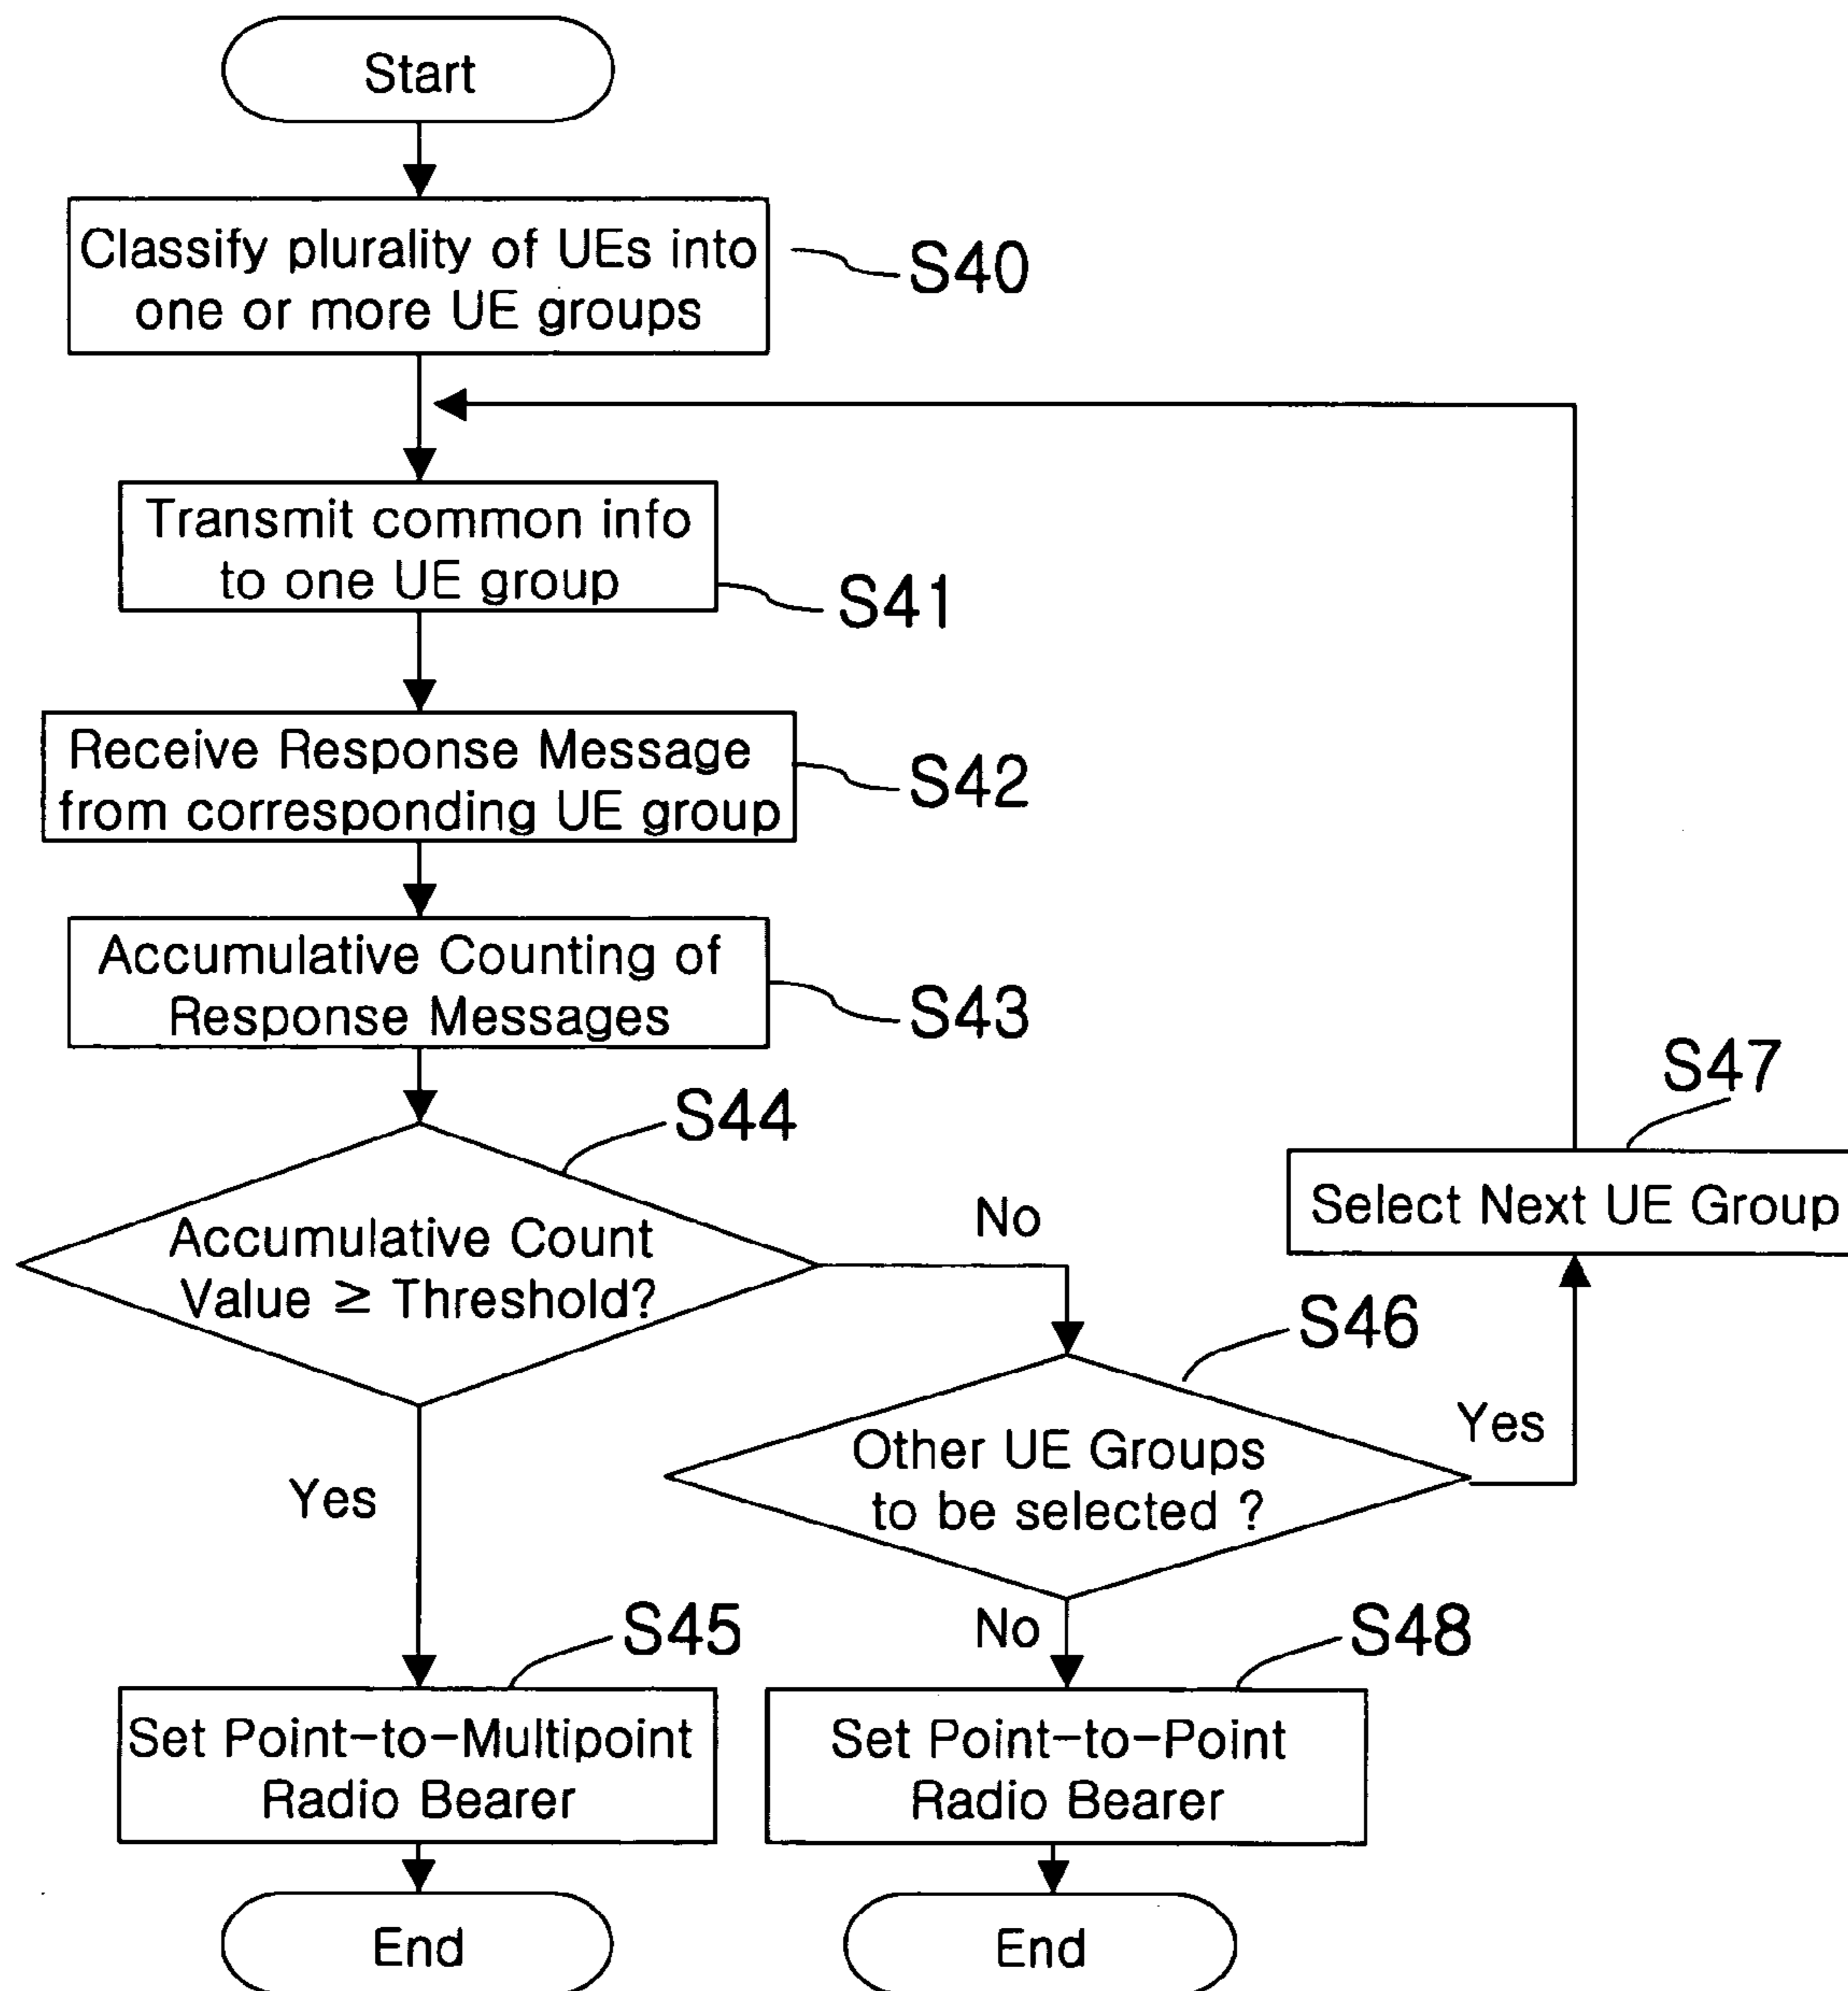 Start
Classify plurality of UEs into
one or more UE groups
S40
Transmit common info
to one UE group
S41
Receive Response Message
from corresponding UE group
S42
Accumulative Counting of
Response Messages
S43
S44
Accumulative Count
Value ≥ Threshold?
No
S47
Select Next UE Group
S46
Other UE Groups
to be selected ?
Yes
Yes
No
S45
Set Point-to-Multipoint
Radio Bearer
S48
Set Point-to-Point
Radio Bearer
End
End